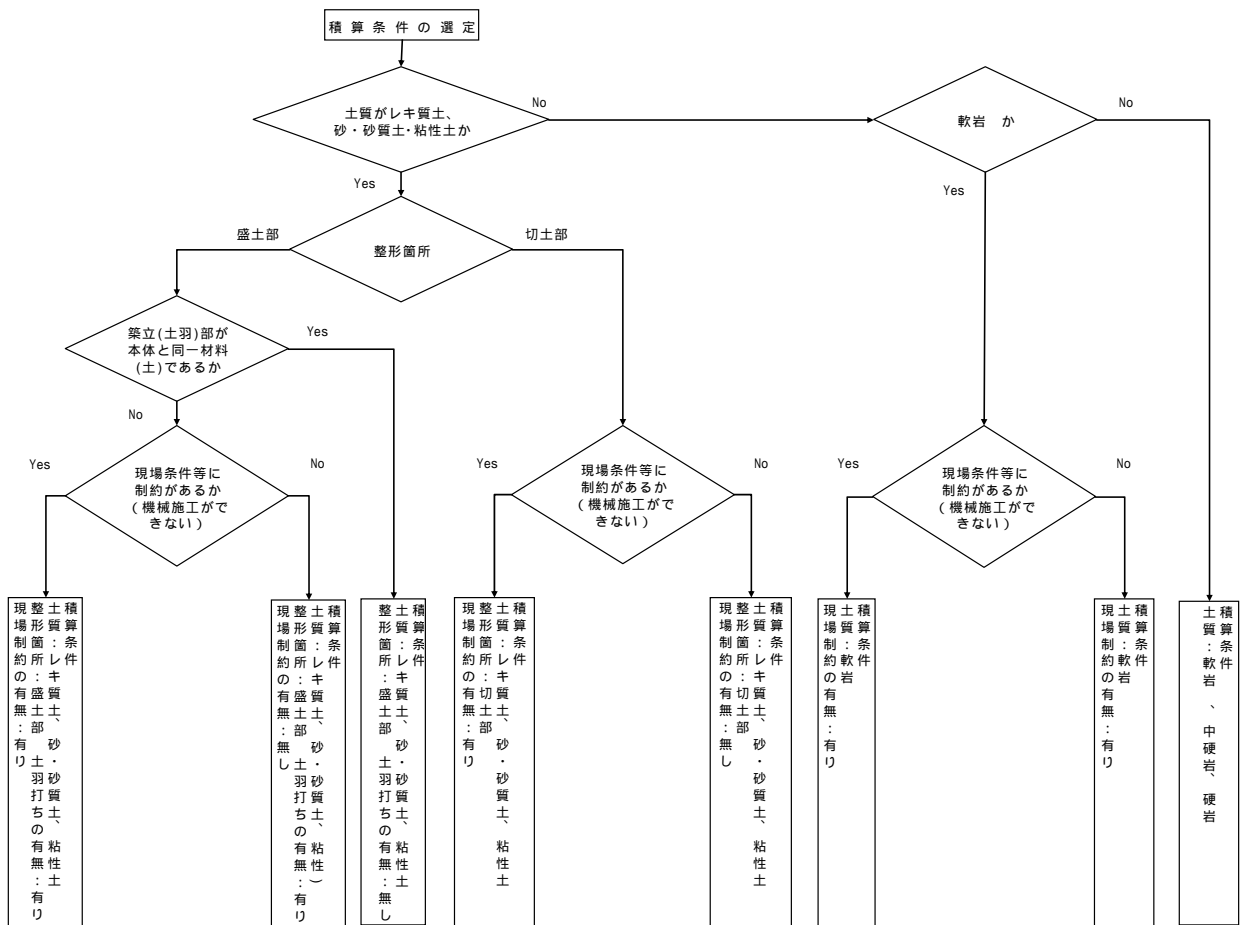 積算条件の選定
土質がレキ質土、
砂・砂質土・粘性土か
No
軟岩 か
No
Yes
Yes
盛土部
整形箇所
切土部
築立(土羽)部が
本体と同一材料
(土)であるか
Yes
No
Yes
現場条件等に
制約があるか
(機械施工がで
きない)
No
Yes
現場条件等に
制約があるか
(機械施工がで
きない)
No
Yes
現場条件等に
制約があるか
(機械施工がで
きない)
No
積算条件
土質:レキ質土、砂・砂質土、粘性土
整形箇所:盛土部 土羽打ちの有無:有り
現場制約の有無:有り
積算条件
土質:レキ質土、砂・砂質土、粘性)
整形箇所:盛土部 土羽打ちの有無:有り
現場制約の有無:無し
積算条件
土質:レキ質土、砂・砂質土、粘性土
整形箇所:盛土部 土羽打ちの有無:無し
積算条件
土質:レキ質土、砂・砂質土、粘性土
整形箇所:切土部
現場制約の有無:有り
積算条件
土質:レキ質土、砂・砂質土、粘性土
整形箇所:切土部
現場制約の有無:無し
積算条件
土質:軟岩
現場制約の有無:有り
積算条件
土質:軟岩
現場制約の有無:有り
積算条件
土質:軟岩 、中硬岩、硬岩